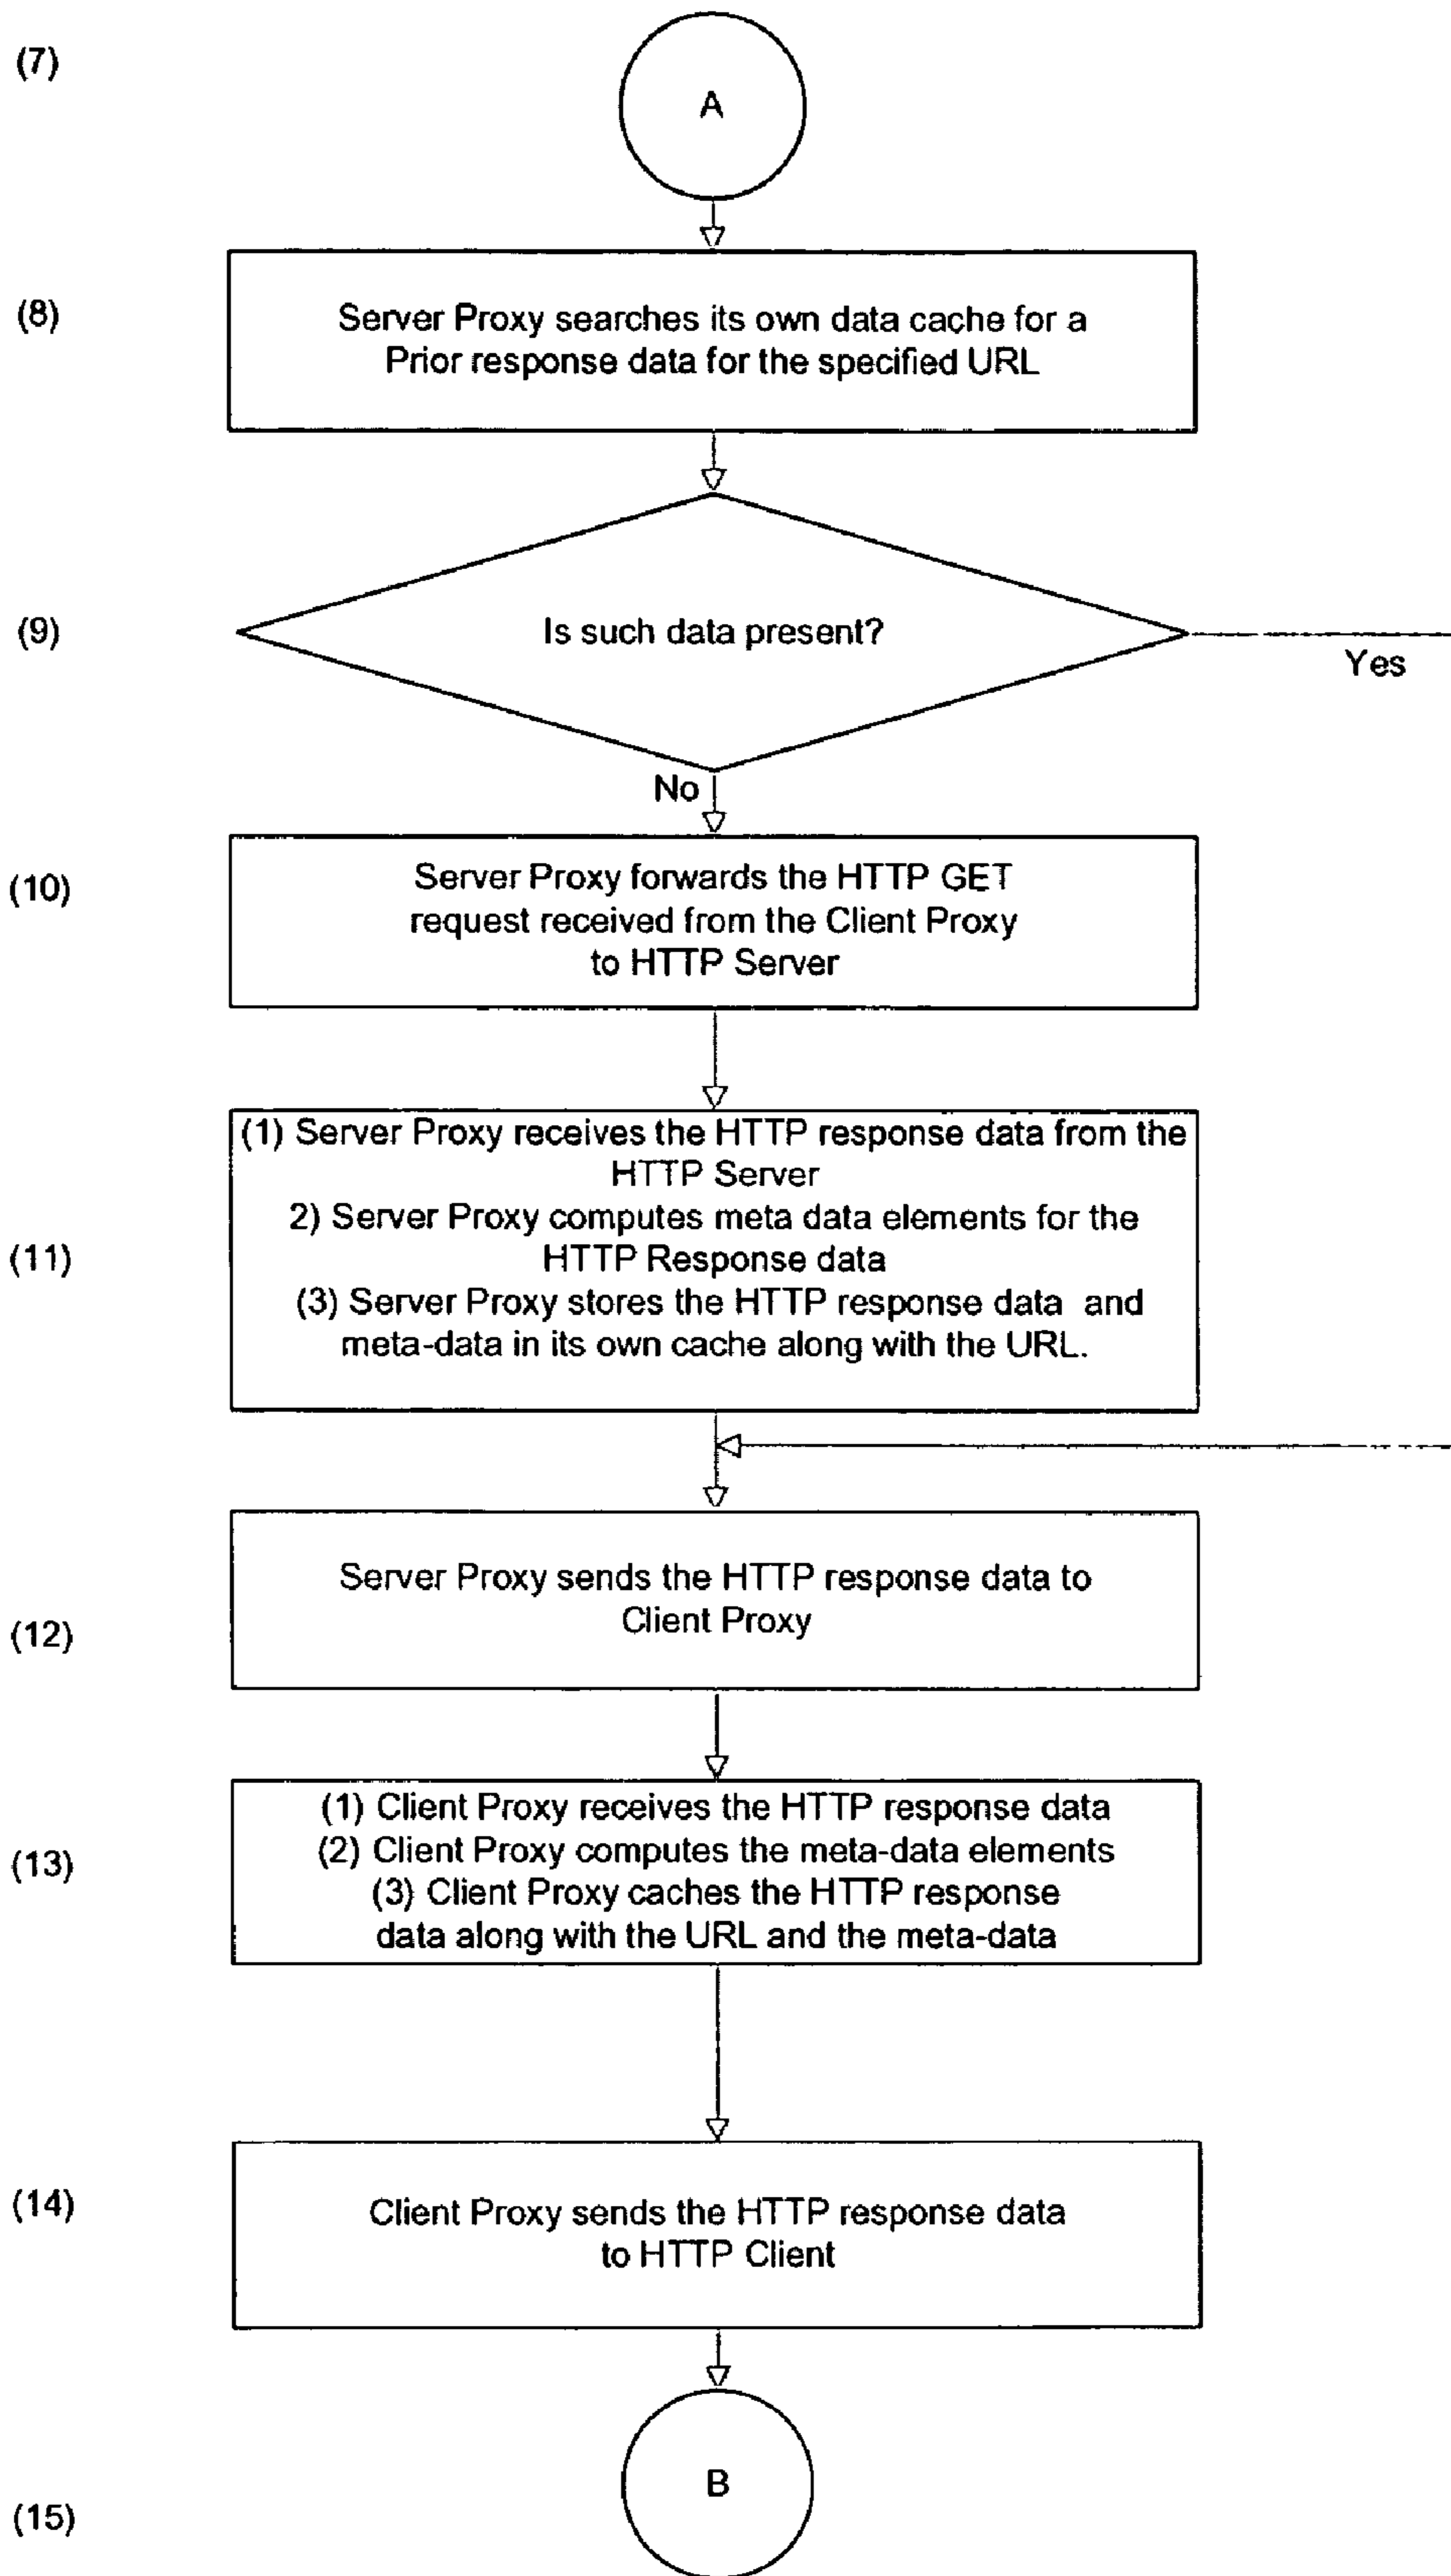 (7)
A
(8)
Server Proxy searches its own data cache for a
Prior response data for the specified URL
(9)
Is such data present?
Yes
No
(10)
Server Proxy forwards the HTTP GET
request received from the Client Proxy
to HTTP Server
(1) Server Proxy receives the HTTP response data from the
HTTP Server
2) Server Proxy computes meta data elements for the
HTTP Response data
(11)
(3) Server Proxy stores the HTTP response data and
meta-data in its own cache along with the URL.
Server Proxy sends the HTTP response data to
Client Proxy
(12)
(1) Client Proxy receives the HTTP response data
(2) Client Proxy computes the meta-data elements
(13)
(3) Client Proxy caches the HTTP response
data along with the URL and the meta-data
(14)
Client Proxy sends the HTTP response data
to HTTP Client
B
(15)